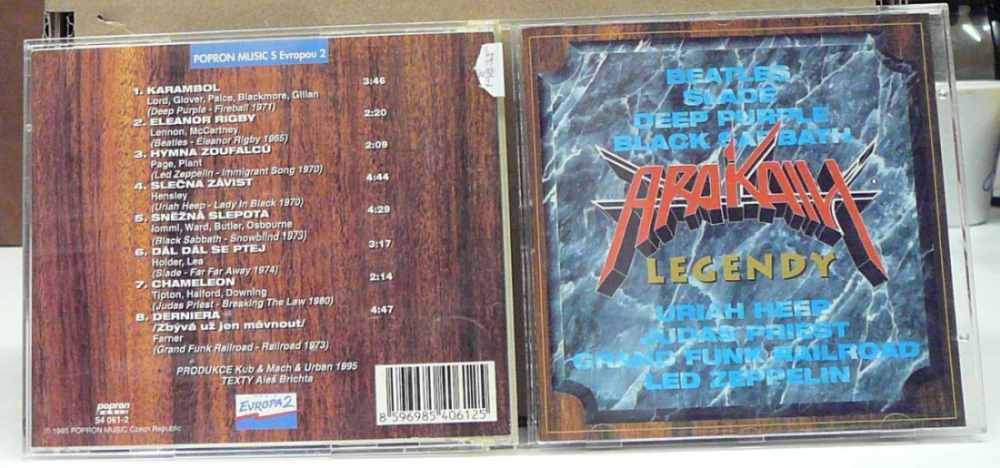 POPRON MUSIC S Evropou 2
1. KARAMBOL 3:46
Lord, Glover, Paice, Blackmore, Gillan
(Deep Purple - Fireball 1971)
2. ELEANOR RIGBY 2:20
Lennon, McCartney
(Beatles - Eleanor Rigby 1965)
3. HYMNA ZOUFALCŮ 2:09
Page, Plant
(Led Zeppelin - Immigrant Song 1970)
4. SLEČNA ZÁVIST 4:44
Hensley
(Uriah Heep - Lady In Black 1970)
5. SNĚŽNÁ SLEPOTA 4:29
Iommi, Ward, Butler, Osbourne
(Black Sabbath - Snowblind 1973)
6. DÁL DÁL SE PTEJ 3:17
Holder, Lea
(Slade - Far Far Away 1974)
7. CHAMELEON 2:14
Tipton, Halford, Downing
(Judas Priest - Breaking The Law 1980)
8. DERNIERA 4:47
/Zbývá už jen mávnout/
Farner
(Grand Funk Railroad - Railroad 1973)
PRODUKCE Kub & Mach & Urban 1995
TEXTY Aleš Brichta
popron
54 061-2
EVROPA 2
8 596985 406125
© 1995 POPRON MUSIC Czech Republic
BEATLES
SLADE
DEEP PURPLE
BLACK SABBATH
ARAKAIN
LEGENDY
URIAH HEEP
JUDAS PRIEST
GRAND FUNK RAILROAD
LED ZEPPELIN